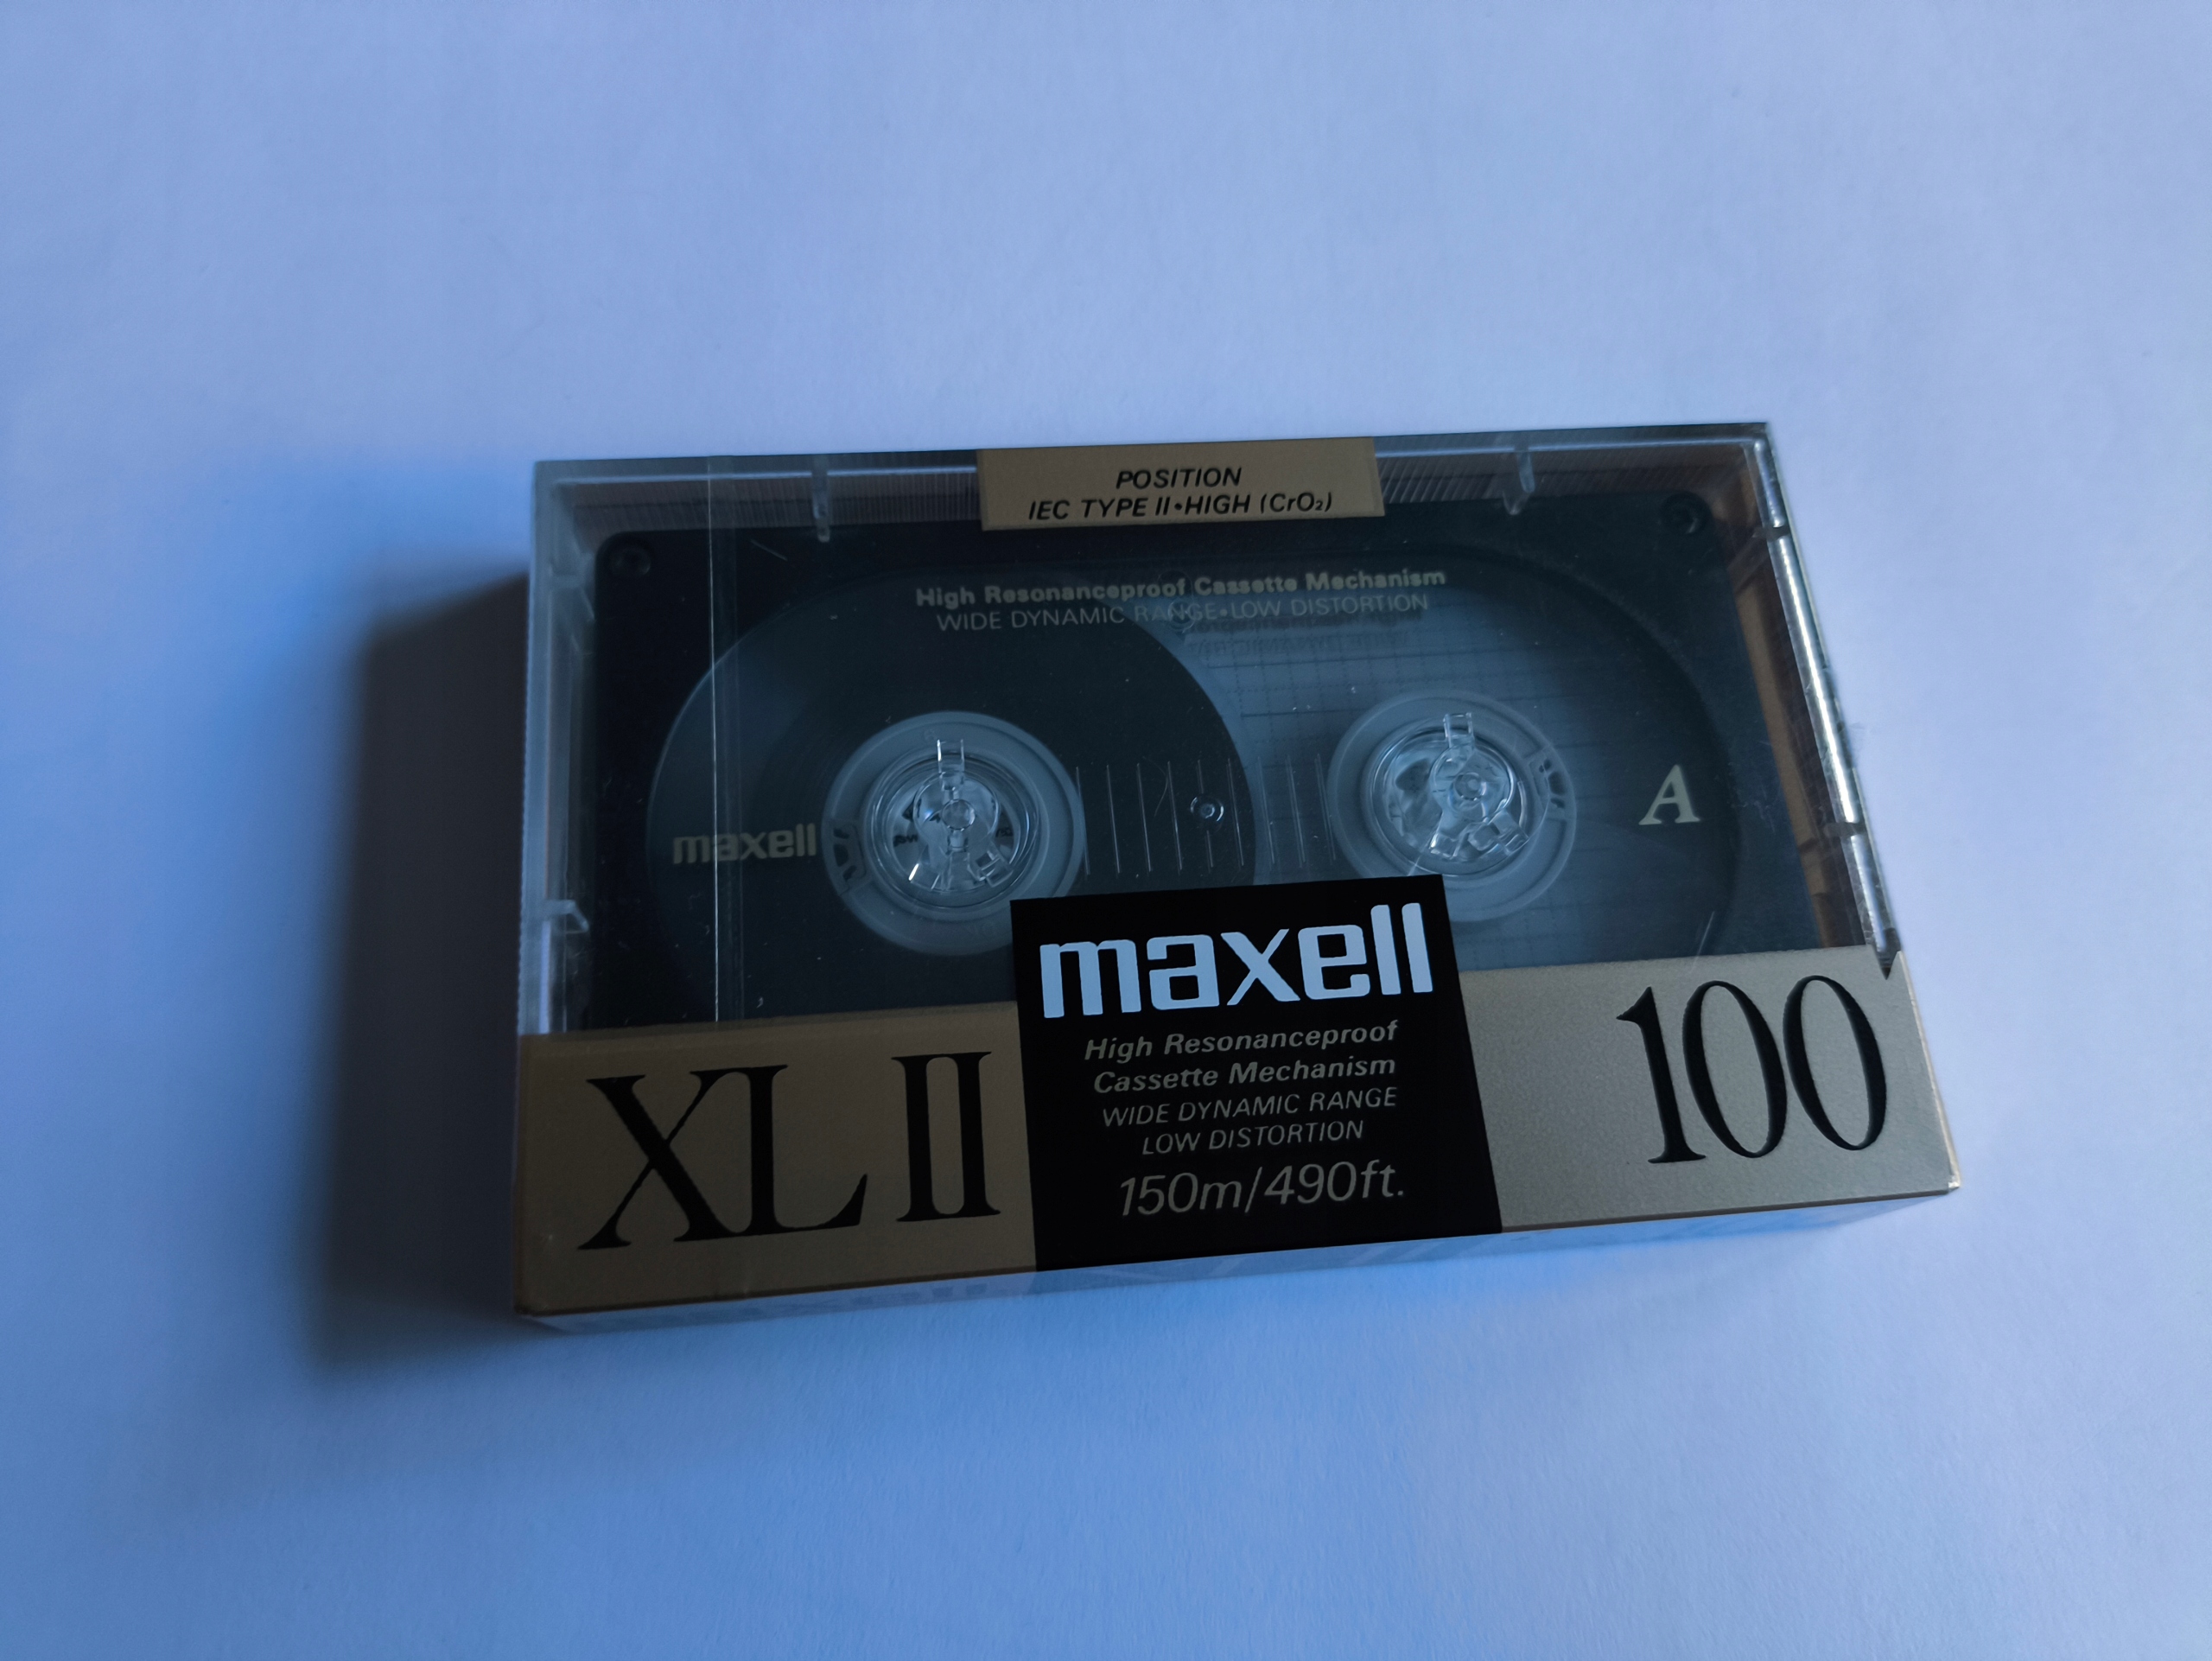 POSITION
IEC TYPE II•HIGH (CrO₂)
High Resonanceproof Cassette Mechanism
WIDE DYNAMIC RANGE•LOW DISTORTION
maxell
A
maxell
High Resonanceproof
Cassette Mechanism
WIDE DYNAMIC RANGE
LOW DISTORTION
150m/490ft.
XL II
100